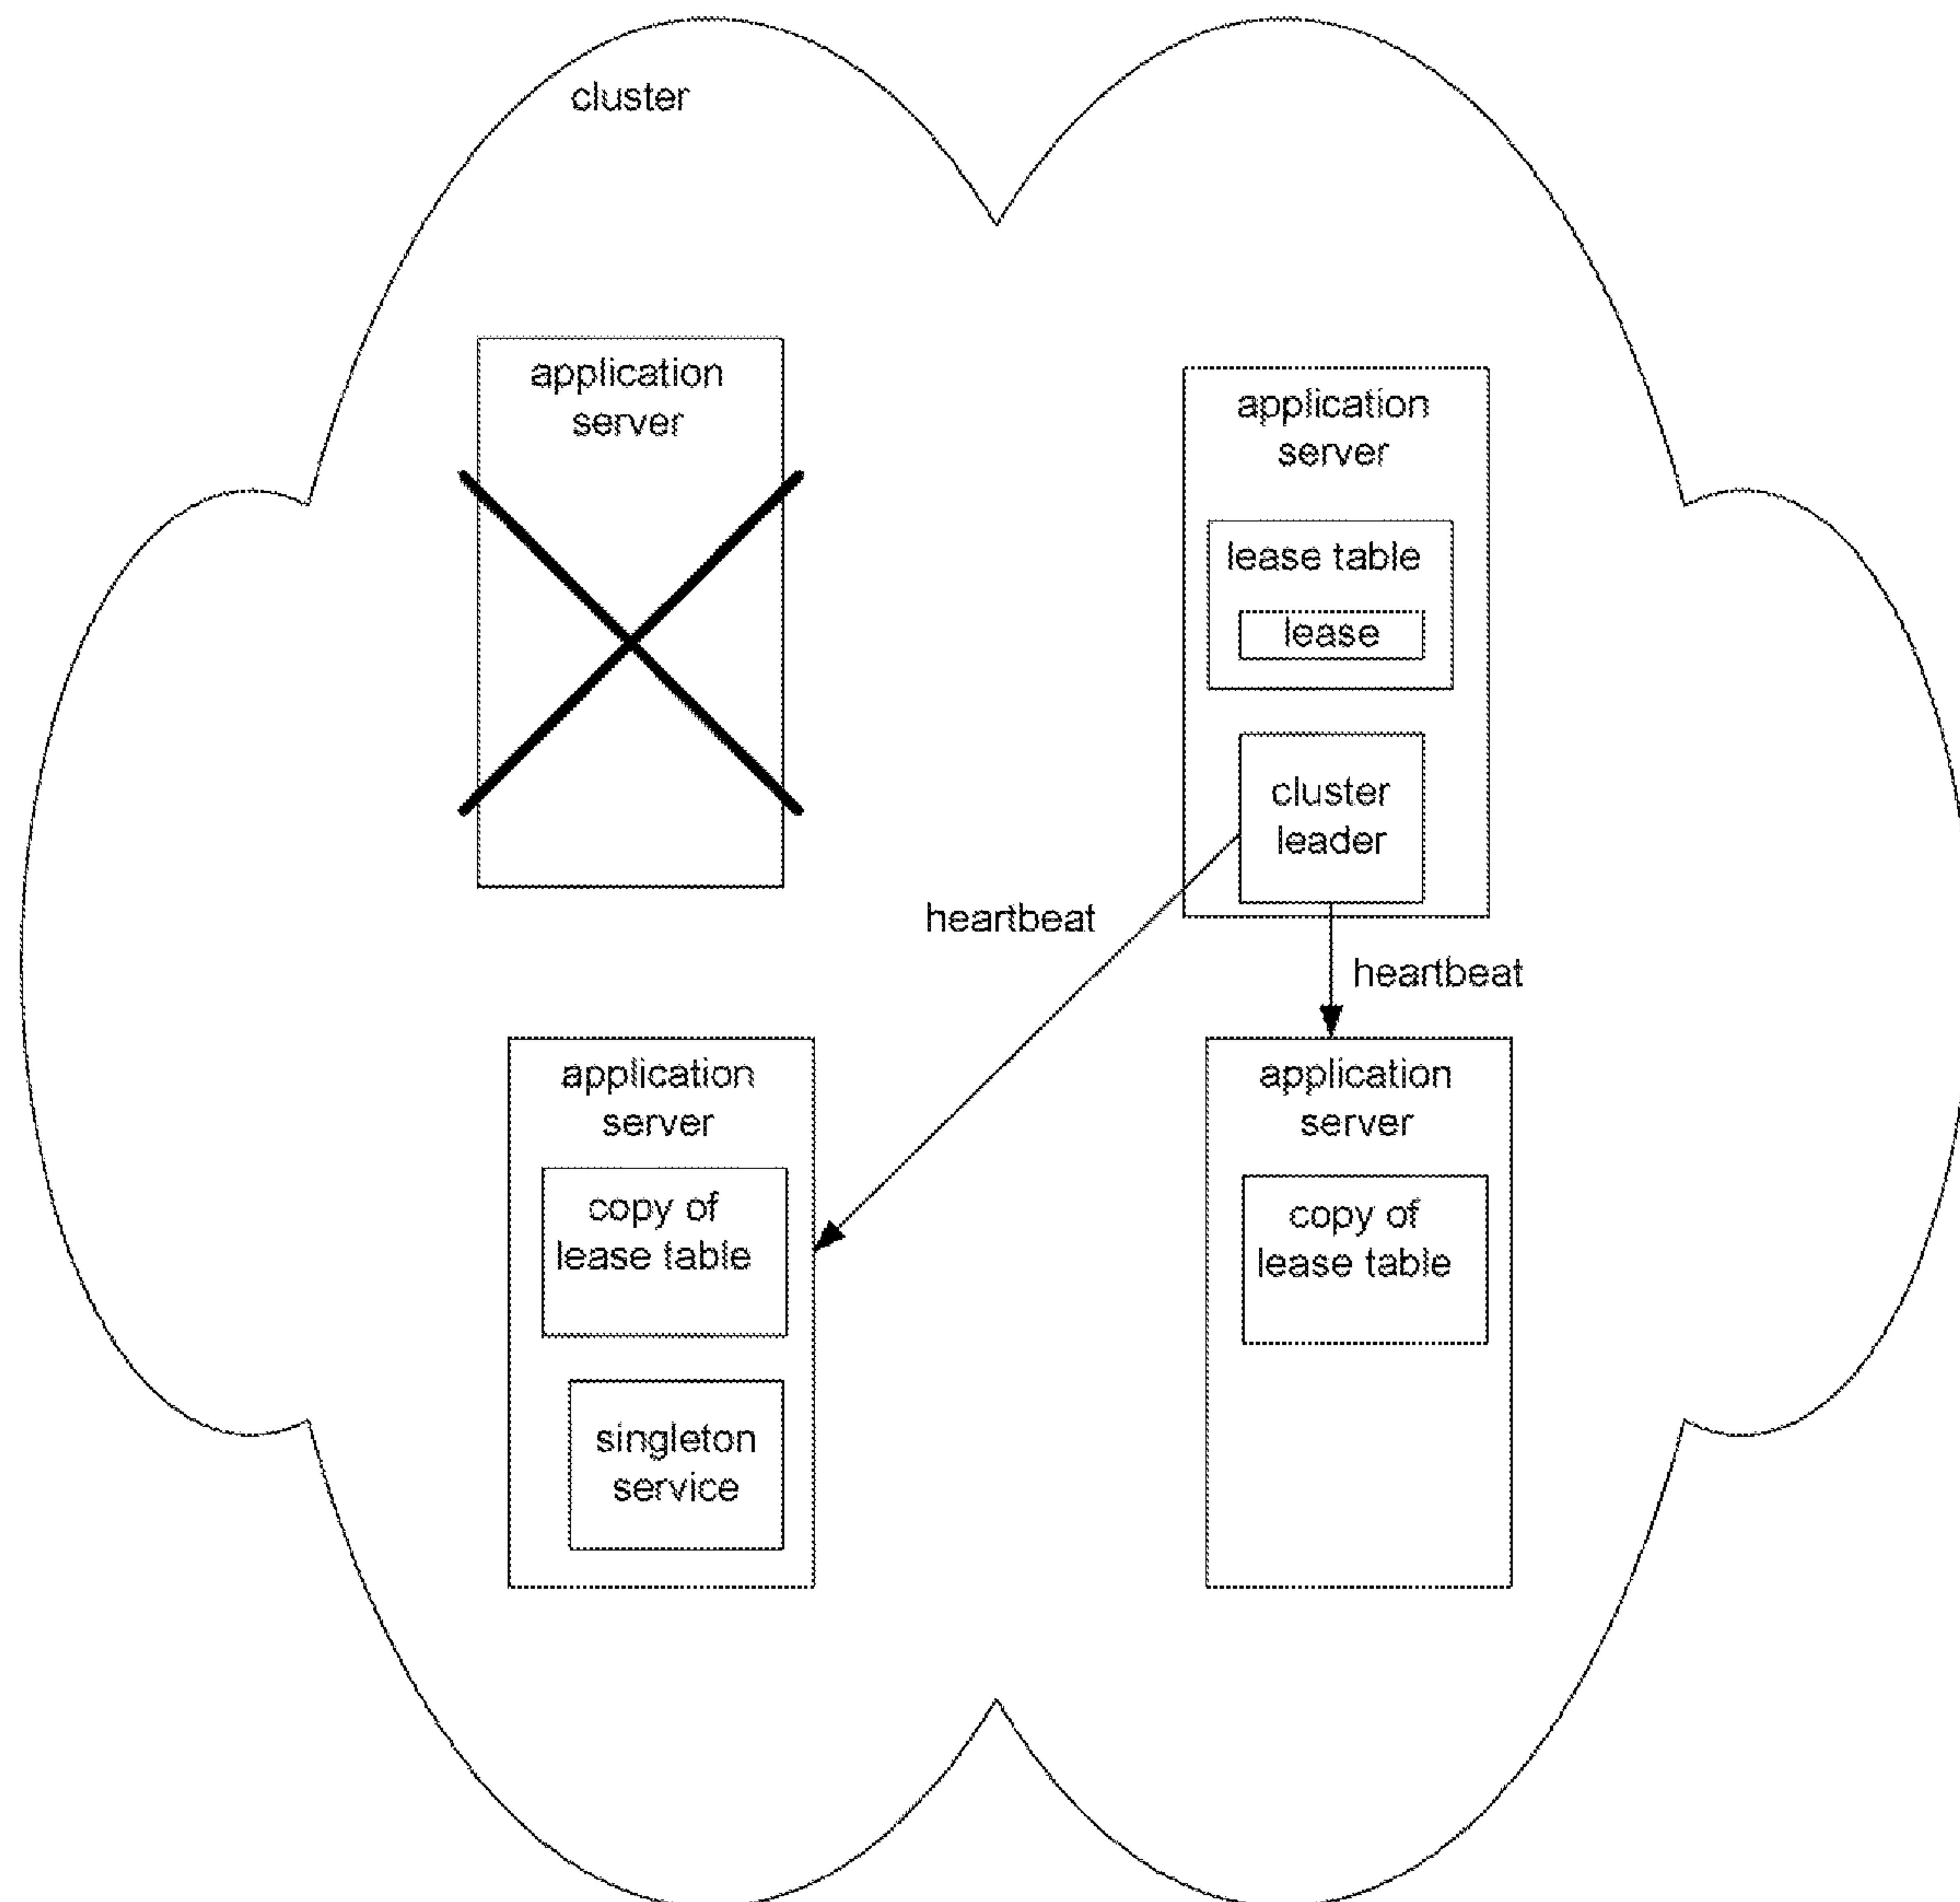 cluster
application
server
application
server
lease table
lease
cluster
leader
heartbeat
heartbeat
application
server
copy of
lease table
singleton
service
application
server
copy of
lease table